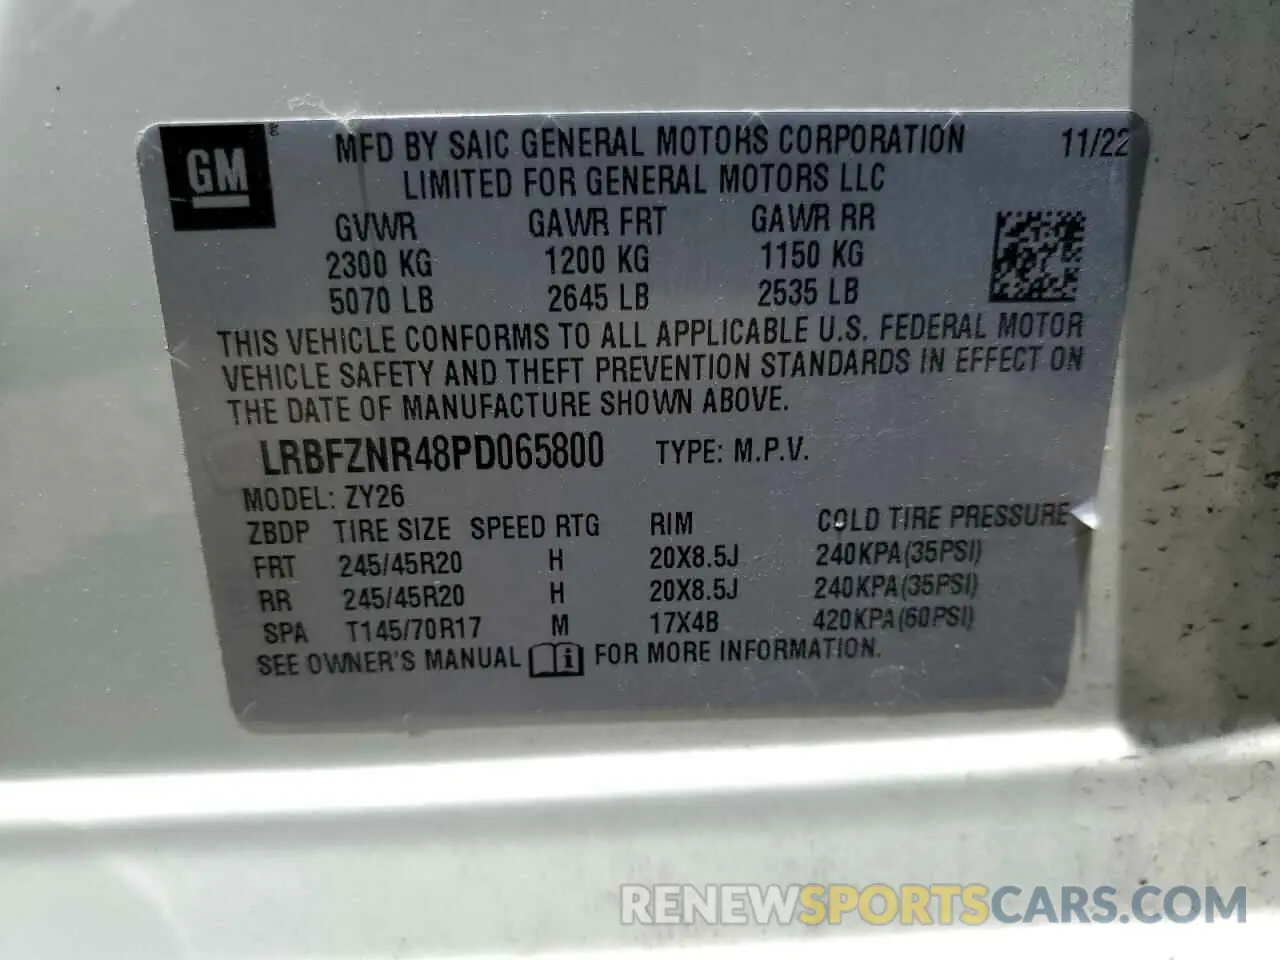 GM
MFD BY SAIC GENERAL MOTORS CORPORATION 11/22
LIMITED FOR GENERAL MOTORS LLC
GVWR GAWR FRT GAWR RR
2300 KG 1200 KG 1150 KG
5070 LB 2645 LB 2535 LB
THIS VEHICLE CONFORMS TO ALL APPLICABLE U.S. FEDERAL MOTOR
VEHICLE SAFETY AND THEFT PREVENTION STANDARDS IN EFFECT ON
THE DATE OF MANUFACTURE SHOWN ABOVE.
LRBFZNR48PD065800 TYPE: M.P.V.
MODEL: ZY26
ZBDP TIRE SIZE SPEED RTG RIM COLD TIRE PRESSURE
FRT 245/45R20 H 20X8.5J 240KPA(35PSI)
RR 245/45R20 H 20X8.5J 240KPA(35PSI)
SPA T145/70R17 M 17X4B 420KPA(60PSI)
SEE OWNER'S MANUAL i FOR MORE INFORMATION.
RENEWSPORTSCARS.COM